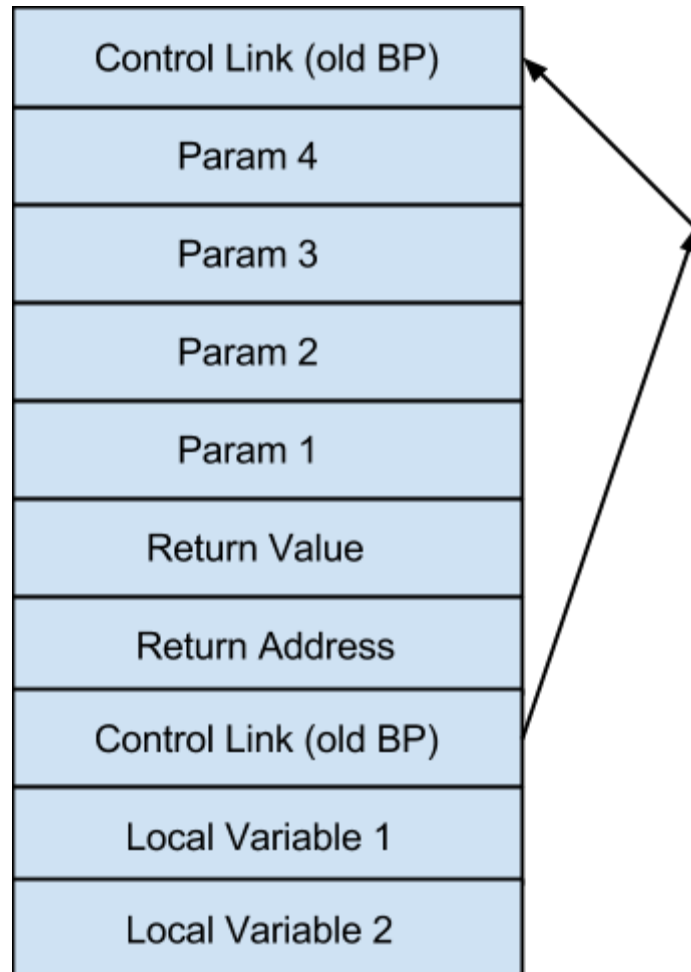 Control Link (old BP)
Param 4
Param 3
Param 2
Param 1
Return Value
Return Address
Control Link (old BP)
Local Variable 1
Local Variable 2